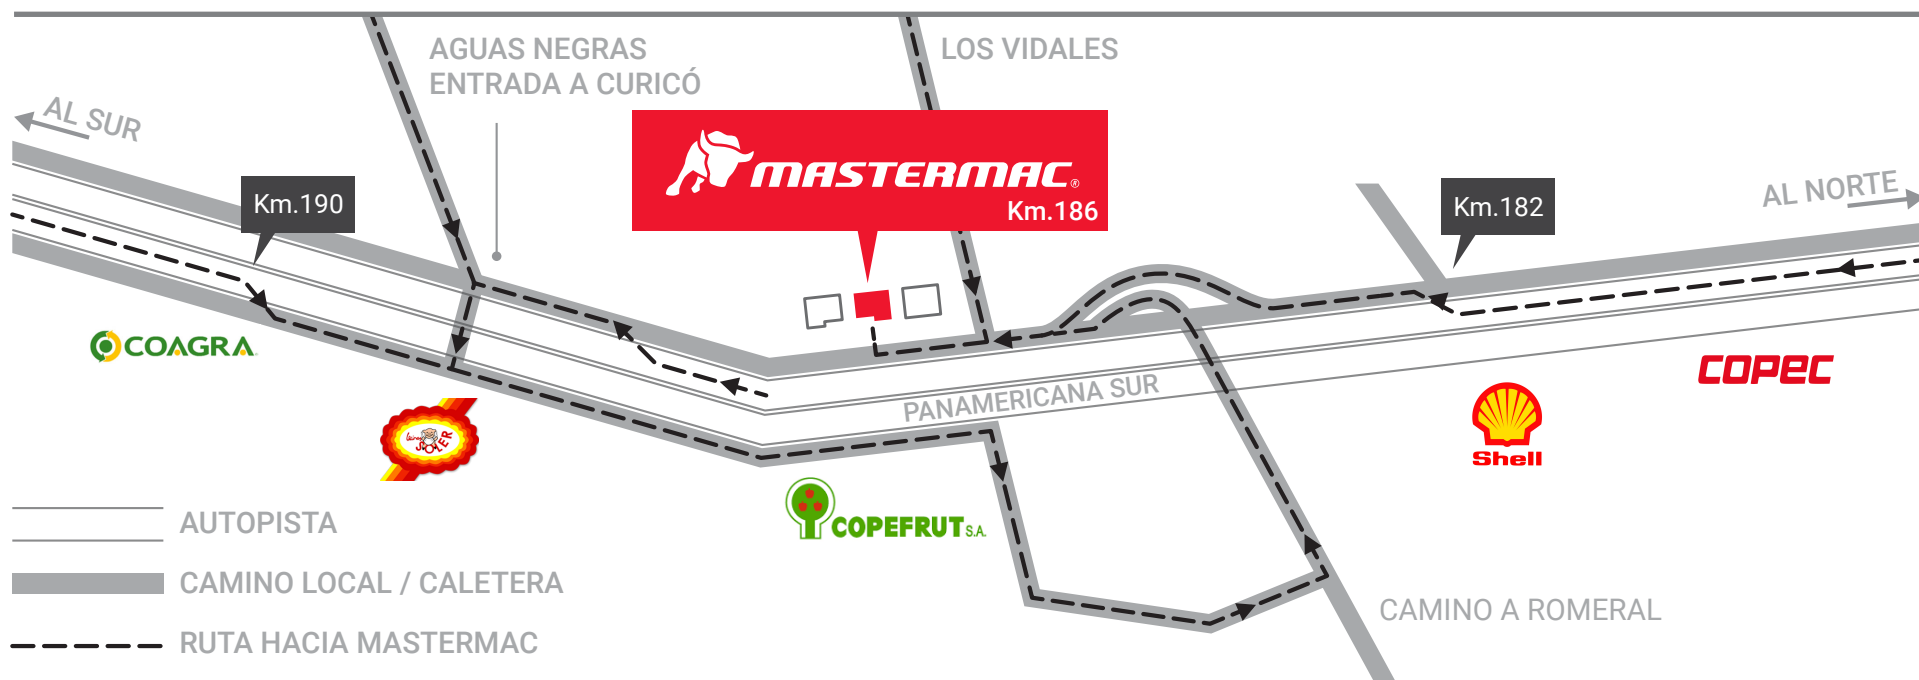 AGUAS NEGRAS
ENTRADA A CURICÓ
LOS VIDALES
AL SUR
MASTERMAC®
Km.186
Km.190
Km.182
AL NORTE
COAGRA
PANAMERICANA SUR
COPEC
SOLER
Shell
COPEFRUT S.A.
AUTOPISTA
CAMINO LOCAL / CALETERA
RUTA HACIA MASTERMAC
CAMINO A ROMERAL